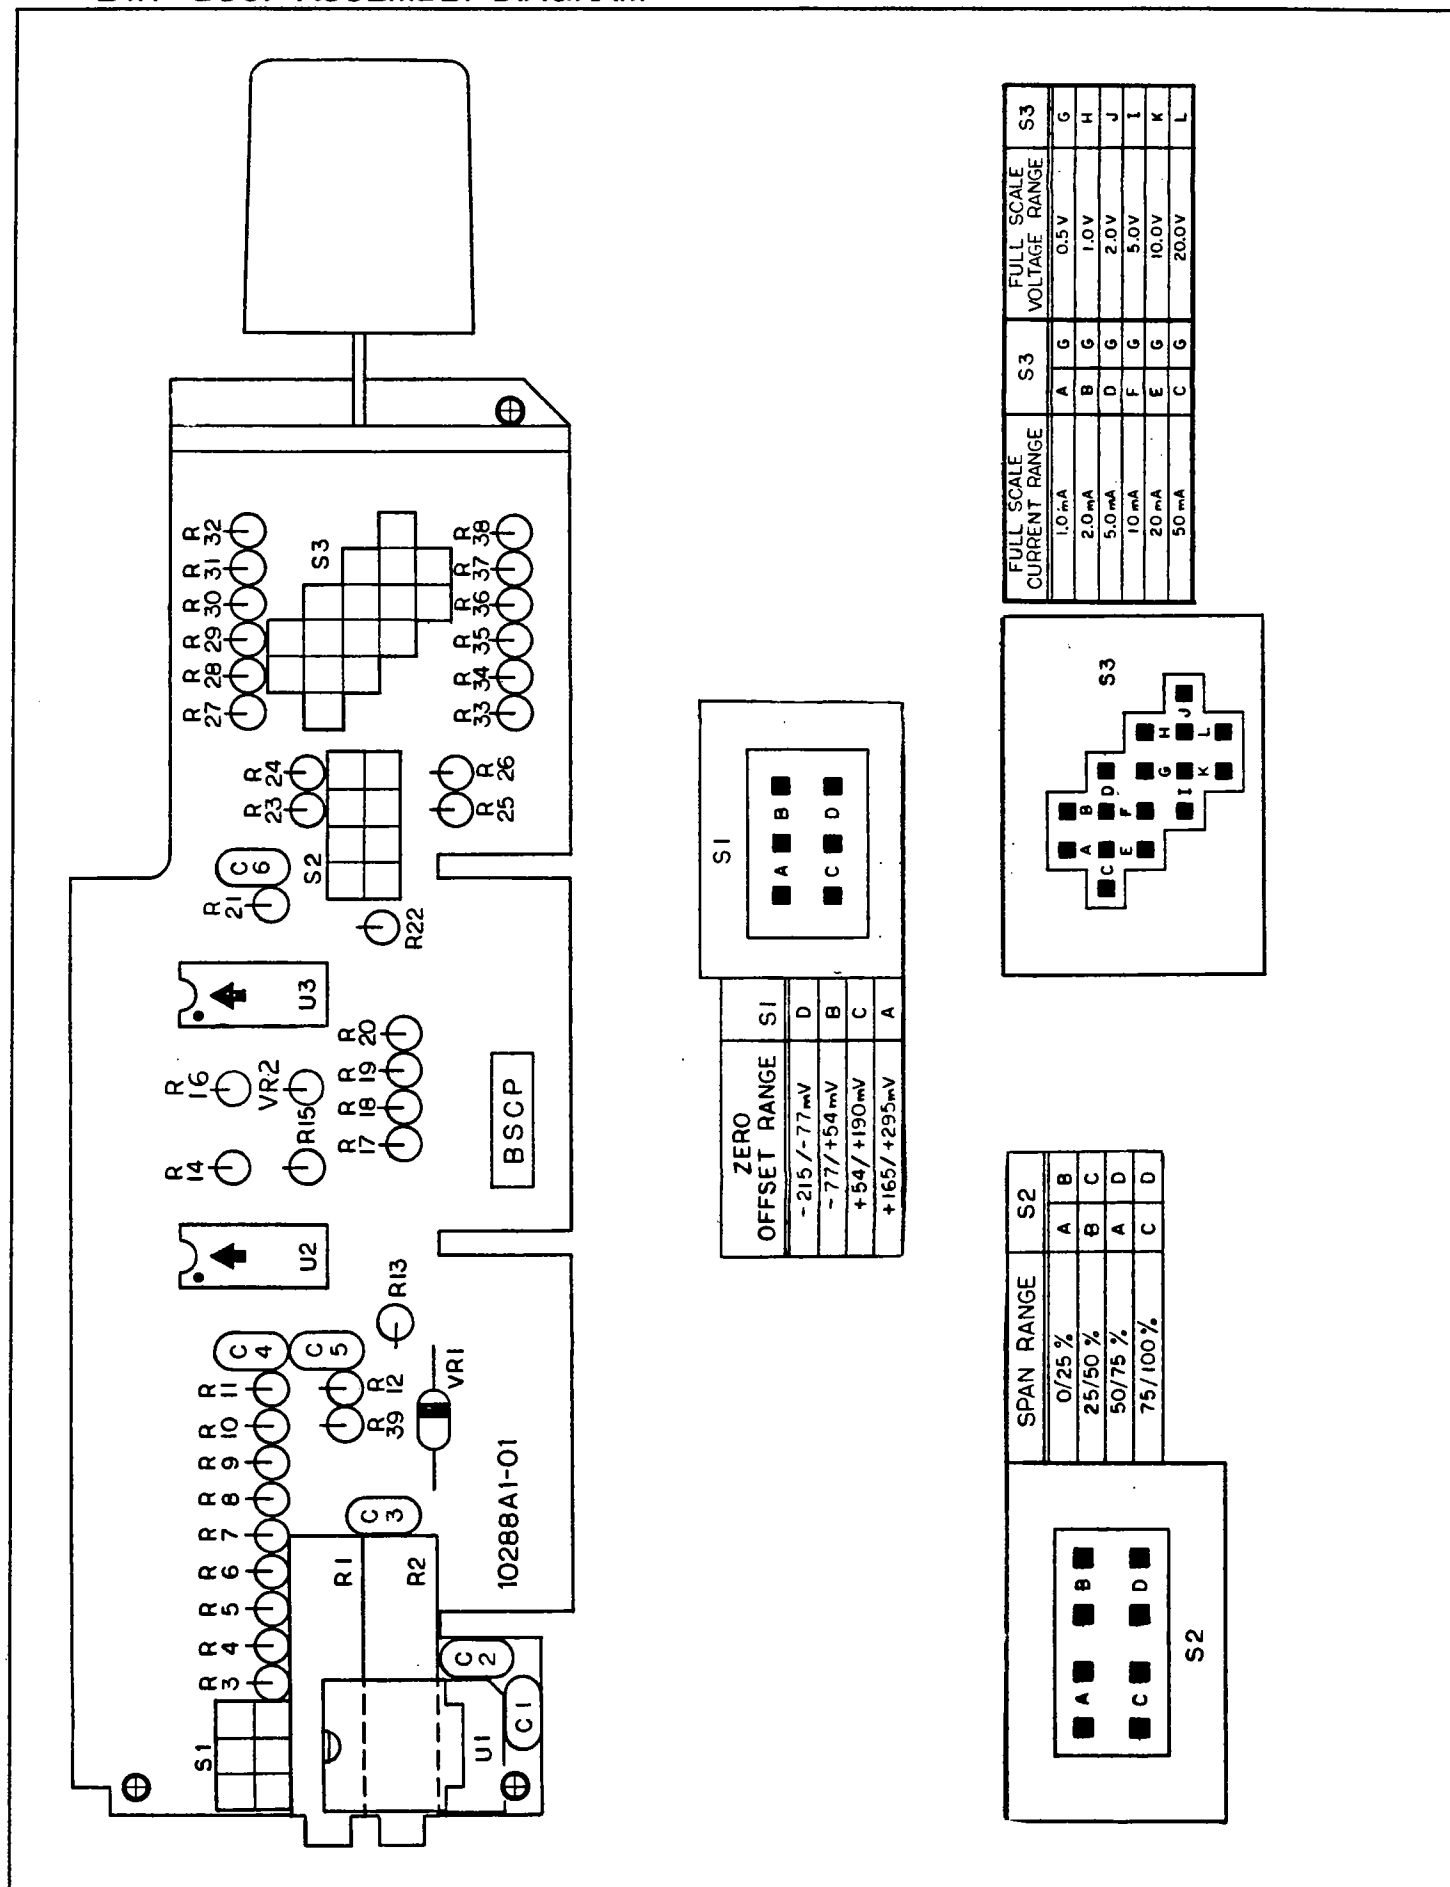 R 32
R 31
R 30
R 29
R 28
R 27
S3
R 38
R 37
R 36
R 35
R 34
R 33
R 24
R 23
R 26
R 25
C 6
S2
R 21
R22
U3
R 20
R 19
R 18
R 17
R 16
VR2
R15
R 14
BSCP
U2
R13
C 4
C 5
R 11
R 10
R 9
R 8
R 7
R 6
R 5
R 4
R 3
R 12
R 39
VR1
C 3
10288A1-01
R1
R2
S1
C 2
C 1
U1
ZERO OFFSET RANGE S1
-215/-77mV D
-77/+54mV B
+54/+190mV C
+165/+295mV A
S1
A B
C D
FULL SCALE CURRENT RANGE S3 FULL SCALE VOLTAGE RANGE S3
1.0mA A G 0.5V G
2.0mA B G 1.0V H
5.0mA D G 2.0V J
10mA F G 5.0V I
20mA E G 10.0V K
50mA C G 20.0V L
S3
A B
C D
E F G H
I J
K L
SPAN RANGE S2
0/25% A B
25/50% B C
50/75% A D
75/100% C D
A B
C D
S2